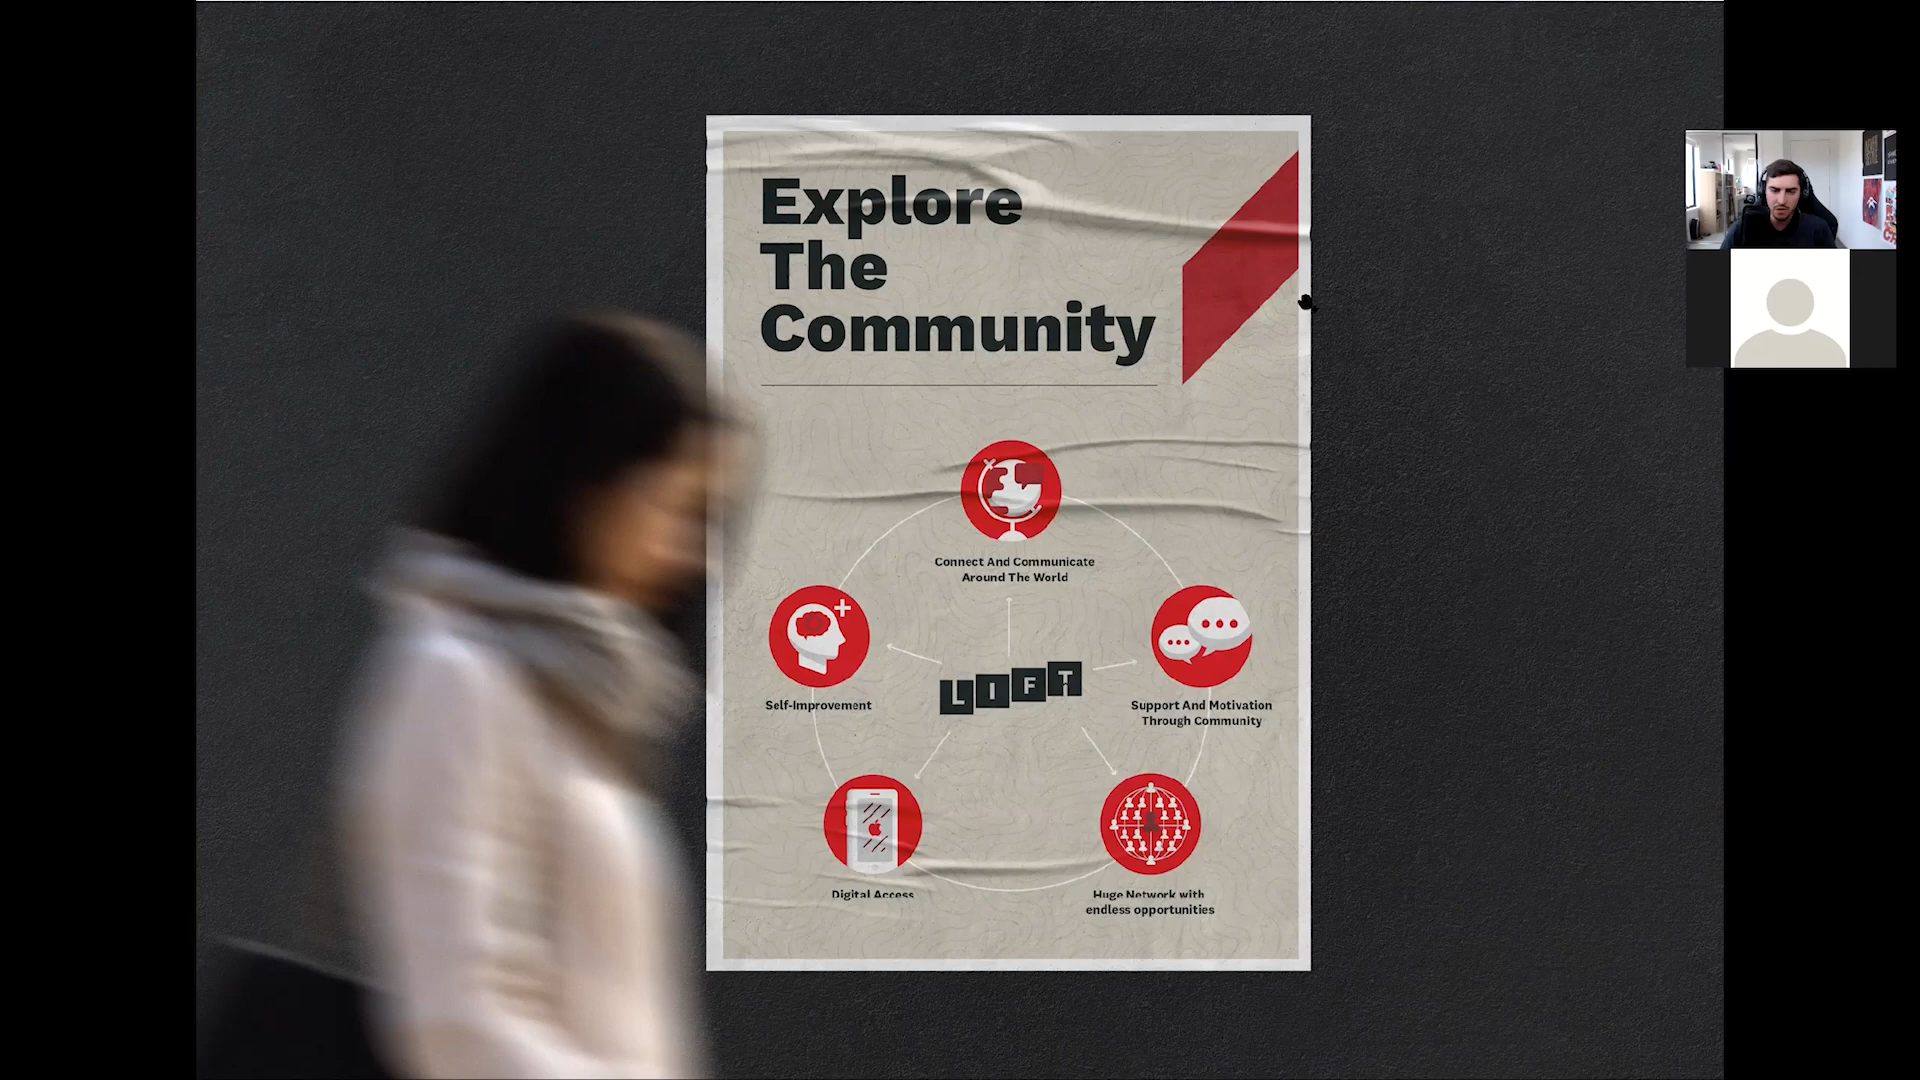 Explore
The
Community
Connect And Communicate
Around The World
Self-Improvement
LIFT
Support And Motivation
Through Community
Digital Access
Huge Network with
endless opportunities